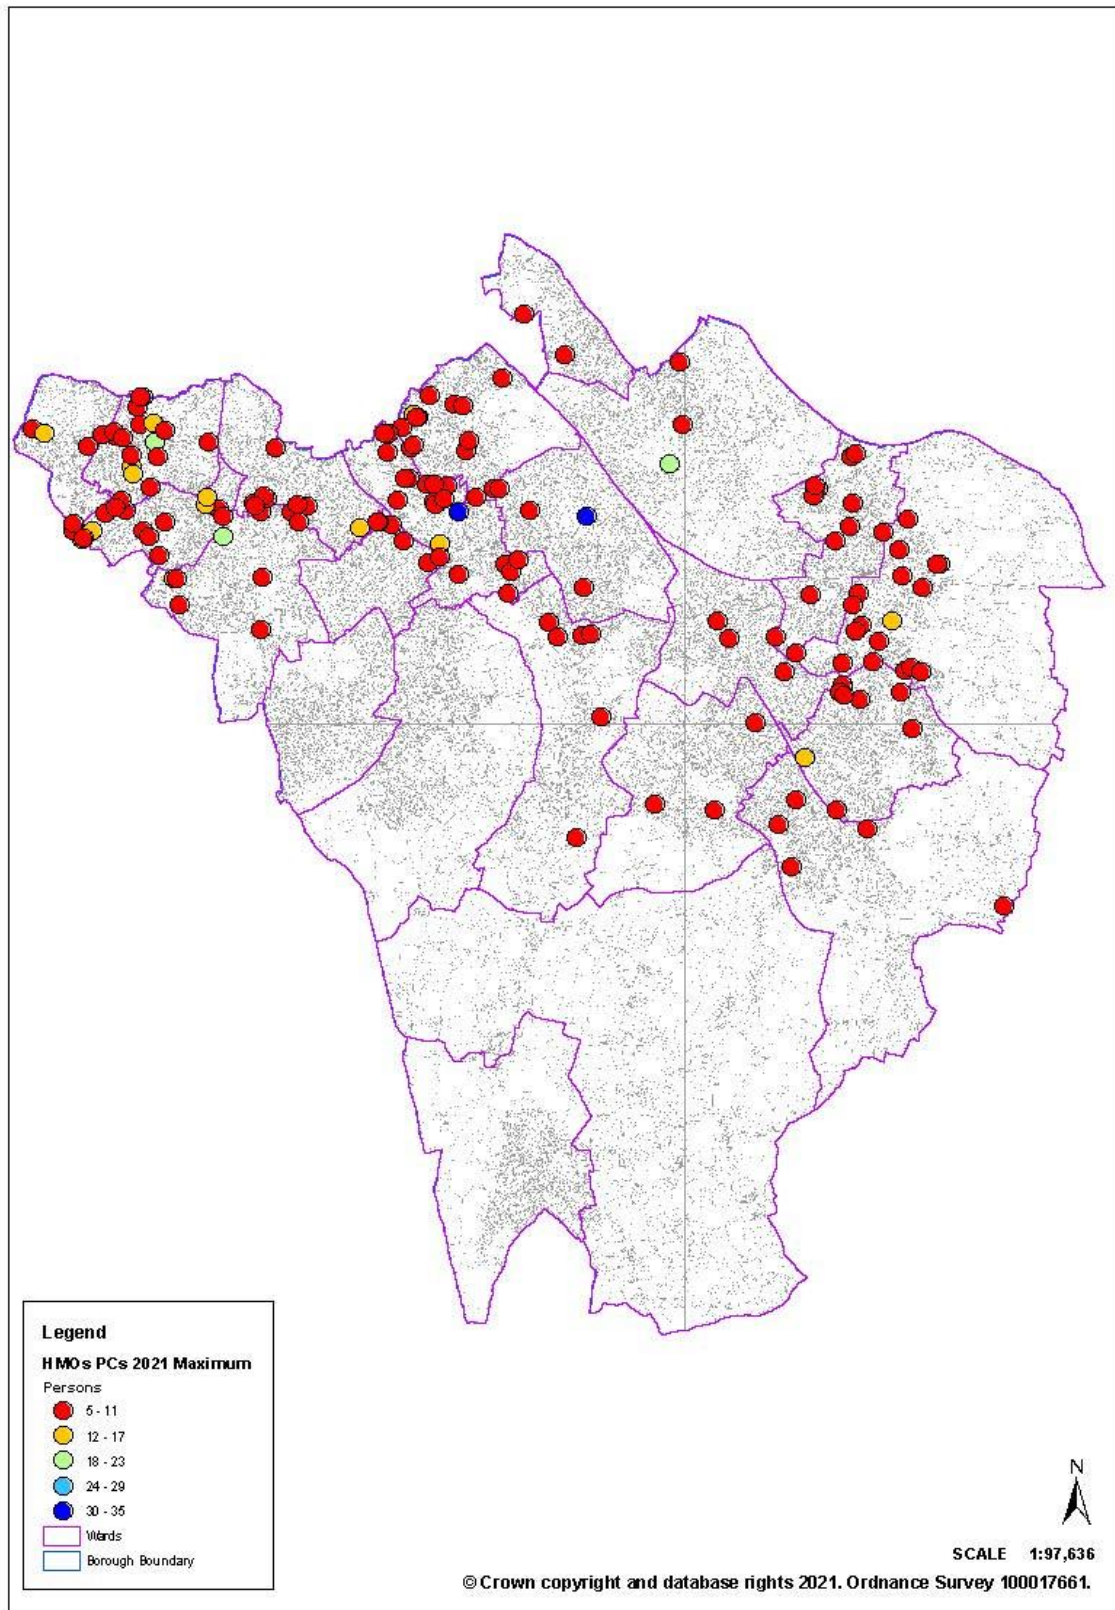 Legend
HMOs PCs 2021 Maximum
Persons
5 - 11
12 - 17
18 - 23
24 - 29
30 - 35
Wards
Borough Boundary
N
SCALE 1:97,636
© Crown copyright and database rights 2021. Ordnance Survey 100017661.